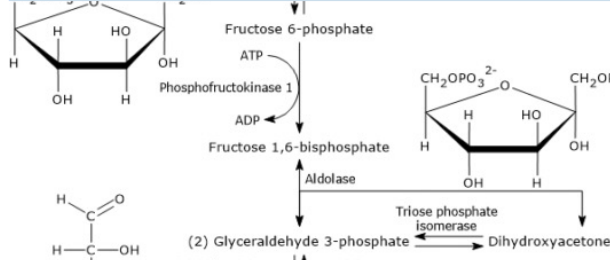 H
HO
H
OH
OH
H
Fructose 6-phosphate
ATP
Phosphofructokinase 1
ADP
Fructose 1,6-bisphosphate
CH2OPO3 2-
O
H
HO
H
OH
OH
H
Aldolase
Triose phosphate
isomerase
(2) Glyceraldehyde 3-phosphate
Dihydroxyacetone
H
O
C
H
C
OH